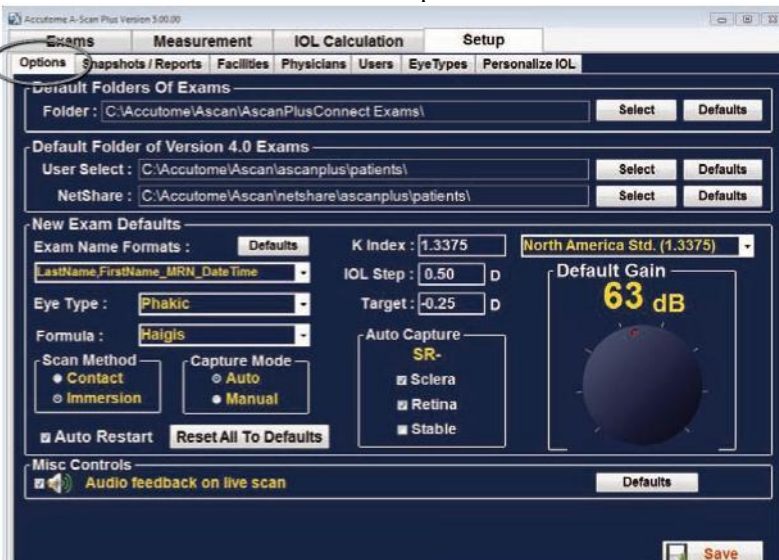 Accutome A-Scan Plus Version 5.00.00
Exams Measurement IOL Calculation Setup
Options Snapshots / Reports Facilities Physicians Users EyeTypes Personalize IOL
Default Folders Of Exams
Folder : C:\Accutome\Ascan\AscanPlusConnect Exams\ Select Defaults
Default Folder of Version 4.0 Exams
User Select : C:\Accutome\Ascan\ascanplus\patients\ Select Defaults
NetShare : C:\Accutome\Ascan\netshare\ascanplus\patients\ Select Defaults
New Exam Defaults
Exam Name Formats : Defaults K Index : 1.3375 North America Std. (1.3375)
LastName,FirstName_MRN_DateTime IOL Step : 0.50 D Default Gain
Eye Type : Phakic Target : -0.25 D 63 dB
Formula : Haigis Auto Capture
Scan Method Capture Mode SR-
Contact Auto Sclera
Immersion Manual Retina
Auto Restart Reset All To Defaults Stable
Misc Controls
Audio feedback on live scan Defaults
Save